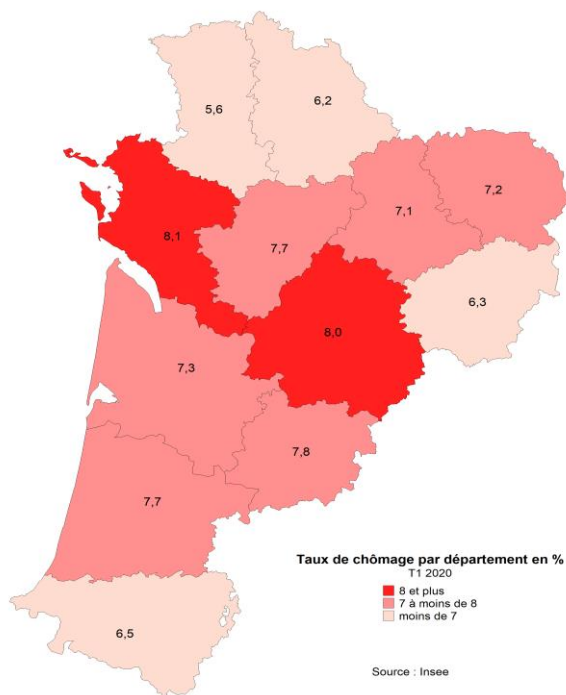 5,6
6,2
7,2
7,1
8,1
7,7
6,3
8,0
7,3
7,8
7,7
6,5
Taux de chômage par département en %
T1 2020
8 et plus
7 à moins de 8
moins de 7
Source : Insee